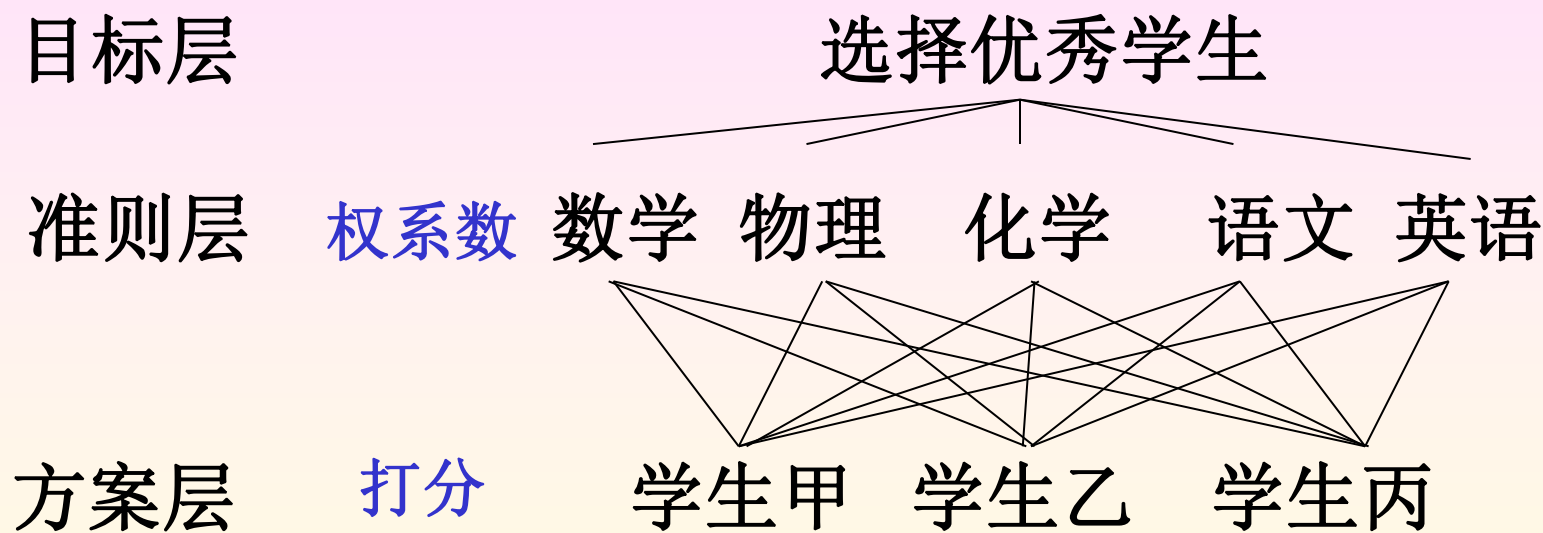 目标层 选择优秀学生
准则层 权系数 数学 物理 化学 语文 英语
方案层 打分 学生甲 学生乙 学生丙